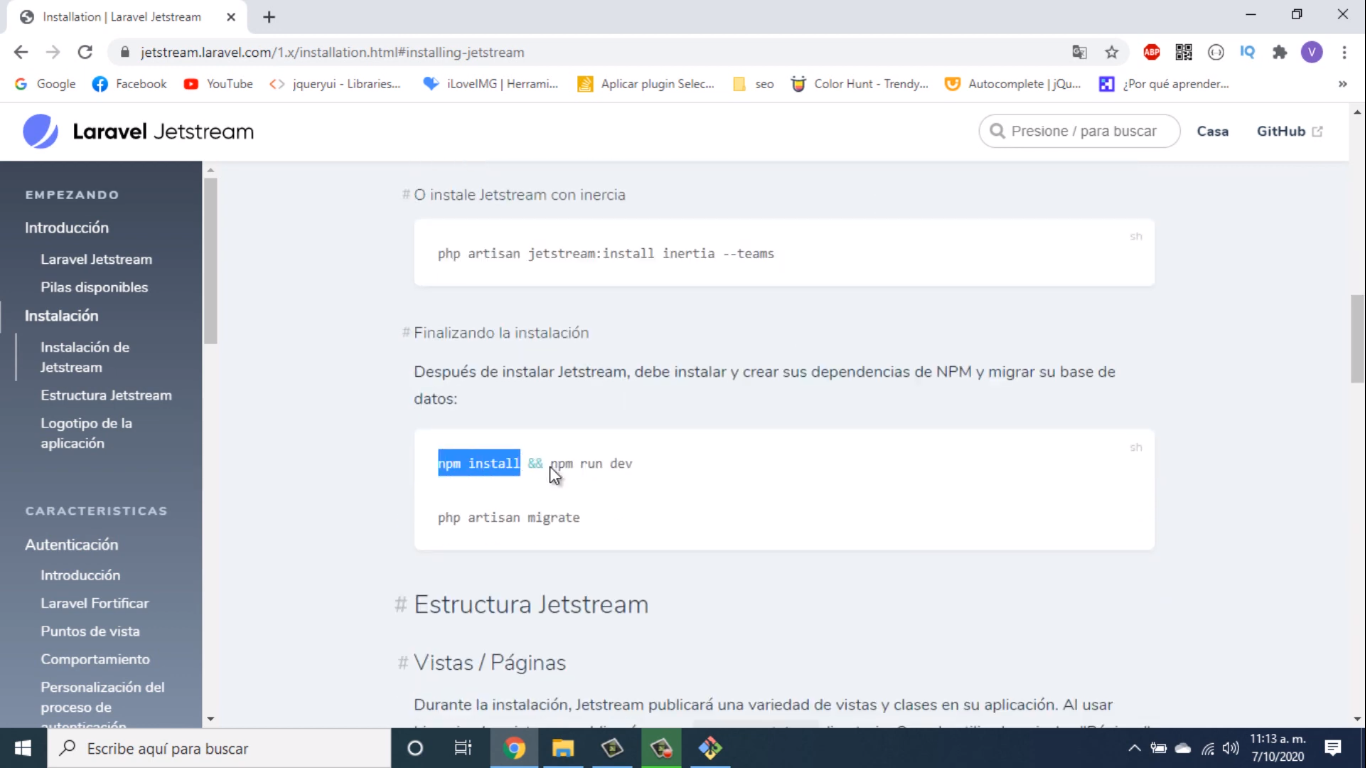 Installation | Laravel Jetstream
jetstream.laravel.com/1.x/installation.html#installing-jetstream
ABP
IQ
V
Google
Facebook
YouTube
jqueryui - Libraries...
iLoveIMG | Herrami...
Aplicar plugin Selec...
seo
Color Hunt - Trendy...
Autocomplete | jQu...
¿Por qué aprender...
»
Laravel Jetstream
Presione / para buscar
Casa
GitHub
EMPEZANDO
Introducción
Laravel Jetstream
Pilas disponibles
Instalación
Instalación de
Jetstream
Estructura Jetstream
Logotipo de la
aplicación
CARACTERISTICAS
Autenticación
Introducción
Laravel Fortificar
Puntos de vista
Comportamiento
Personalización del
proceso de
autenticación
# O instale Jetstream con inercia
sh
php artisan jetstream:install inertia --teams
# Finalizando la instalación
Después de instalar Jetstream, debe instalar y crear sus dependencias de NPM y migrar su base de
datos:
sh
npm install && npm run dev
php artisan migrate
# Estructura Jetstream
# Vistas / Páginas
Durante la instalación, Jetstream publicará una variedad de vistas y clases en su aplicación. Al usar
Escribe aquí para buscar
11:13 a. m.
7/10/2020